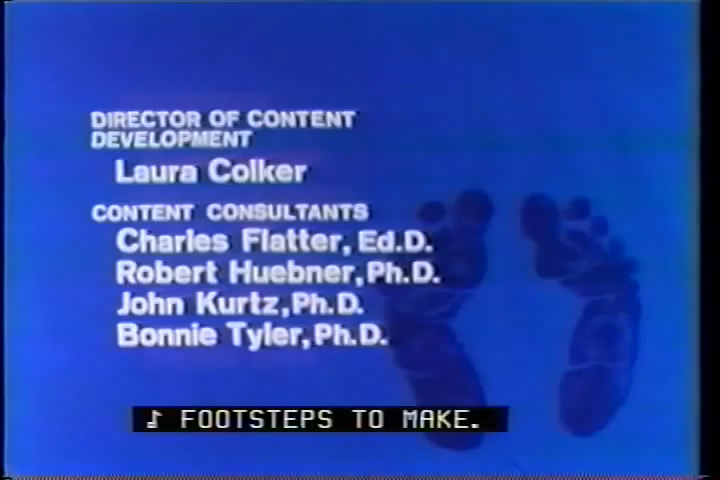 DIRECTOR OF CONTENT
DEVELOPMENT
Laura Colker
CONTENT CONSULTANTS
Charles Flatter, Ed.D.
Robert Huebner, Ph.D.
John Kurtz, Ph.D.
Bonnie Tyler, Ph.D.
♪ FOOTSTEPS TO MAKE.